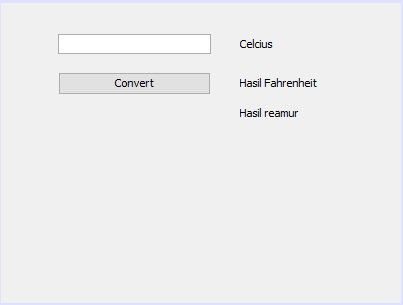 Celcius
Convert
Hasil Fahrenheit
Hasil reamur